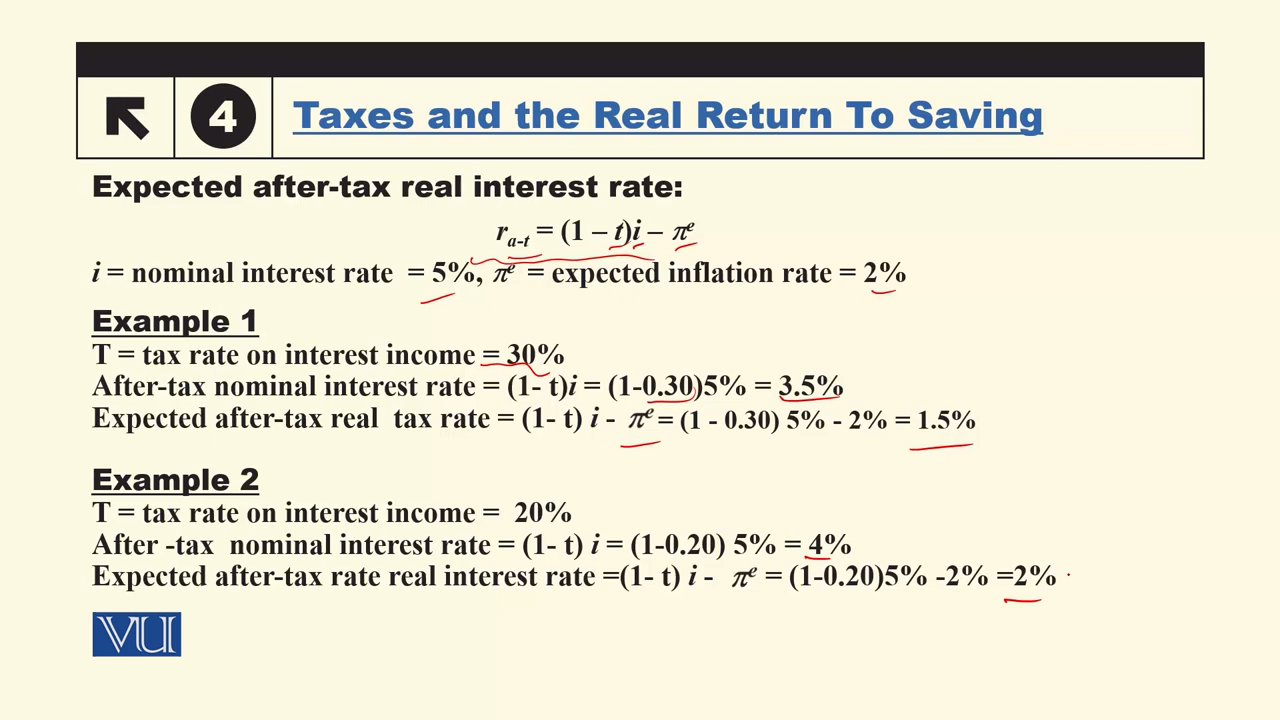 4 Taxes and the Real Return To Saving
Expected after-tax real interest rate:
r a-t = (1 – t)i – πᵉ
i = nominal interest rate = 5%, πᵉ = expected inflation rate = 2%
Example 1
T = tax rate on interest income = 30%
After-tax nominal interest rate = (1- t)i = (1-0.30)5% = 3.5%
Expected after-tax real tax rate = (1- t) i - πᵉ = (1 - 0.30) 5% - 2% = 1.5%
Example 2
T = tax rate on interest income = 20%
After -tax nominal interest rate = (1- t) i = (1-0.20) 5% = 4%
Expected after-tax rate real interest rate =(1- t) i - πᵉ = (1-0.20)5% -2% =2%
VU